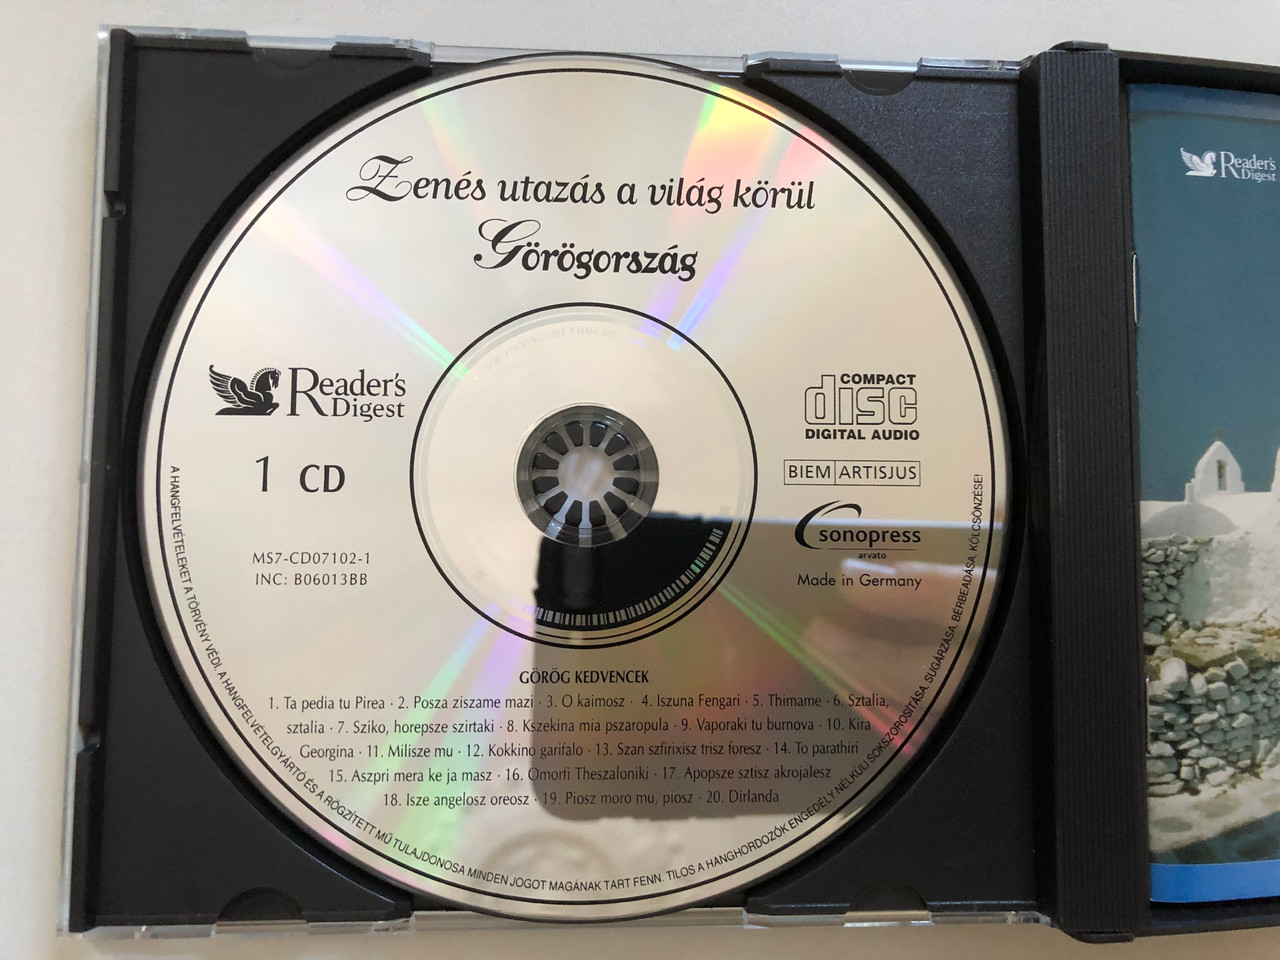 Zenés utazás a világ körül
Görögország
Reader's
Digest
1 CD
MS7-CD07102-1
INC: B06013BB
COMPACT
disc
DIGITAL AUDIO
BIEM ARTISJUS
sonopress
arvato
Made in Germany
GÖRÖG KEDVENCEK
1. Ta pedia tu Pirea · 2. Posza ziszame mazi · 3. O kaimosz · 4. Iszuna Fengari · 5. Thimame · 6. Sztalia,
sztalia · 7. Sziko, horepsze szirtaki · 8. Kszekina mia pszaropula · 9. Vaporaki tu burnova · 10. Kira
Georgina · 11. Milisze mu · 12. Kokkino garifalo · 13. Szan szfirixisz trisz foresz · 14. To parathiri
15. Aszpri mera ke ja masz · 16. Omorfi Theszaloniki · 17. Apopsze sztisz akrojalesz
18. Isze angelosz oreosz · 19. Piosz moro mu, piosz · 20. Dirlanda
A HANGFELVÉTELEKET A TÖRVÉNY VÉDI. A HANGFELVÉTELGYÁRTÓ ÉS A RÖGZÍTETT MŰ TULAJDONOSA MINDEN JOGOT MAGÁNAK TART FENN. TILOS A HANGHORDOZÓK ENGEDÉLY NÉLKÜLI SOKSZOROSÍTÁSA. SUGÁRZÁSA. BÉRBEADÁSA. KÖLCSÖNZÉSE!
Reader's
Digest